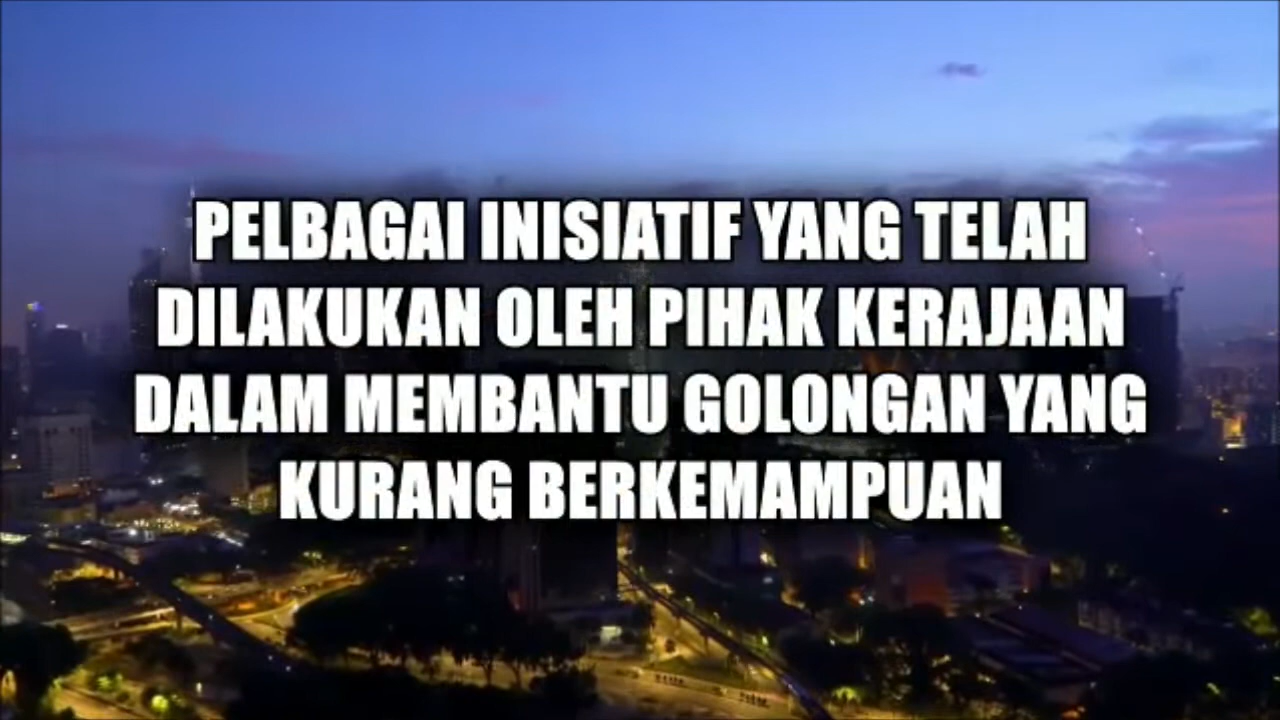 PELBAGAI INISIATIF YANG TELAH
DILAKUKAN OLEH PIHAK KERAJAAN
DALAM MEMBANTU GOLONGAN YANG
KURANG BERKEMAMPUAN